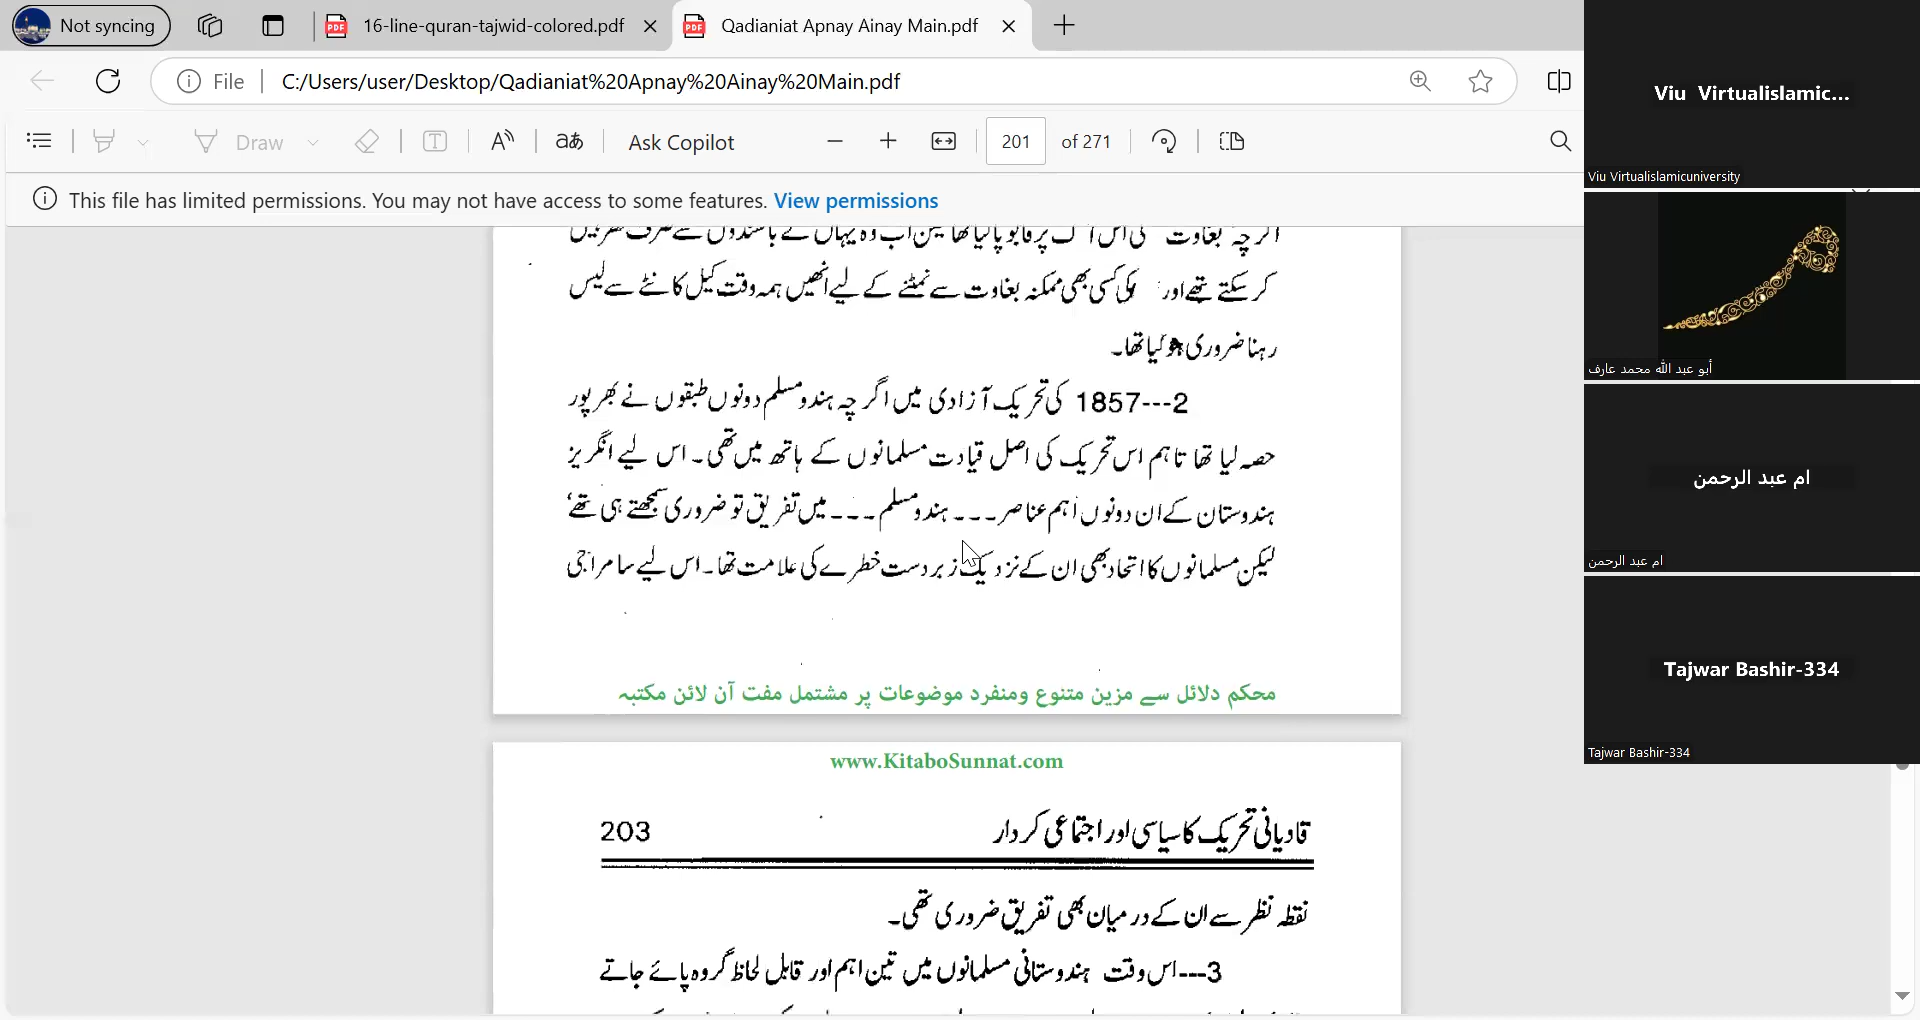 Not syncing
16-line-quran-tajwid-colored.pdf
Qadianiat Apnay Ainay Main.pdf
File
C:/Users/user/Desktop/Qadianiat%20Apnay%20Ainay%20Main.pdf
Draw
Ask Copilot
201 of 271
This file has limited permissions. You may not have access to some features. View permissions
کر سکتے تھے اور کسی بھی ممکنہ بغاوت سے نمٹنے کے لیے انھیں ہمہ وقت کیل کانٹے سے لیس
رہنا ضروری ہو گیا تھا۔
2---1857 کی تحریک آزادی میں اگر چہ ہندو مسلم دونوں طبقوں نے بھرپور
حصہ لیا تھا تاہم اس تحریک کی اصل قیادت مسلمانوں کے ہاتھ میں تھی۔ اس لیے انگریز
ہندوستان کے ان دونوں اہم عناصر۔۔۔ ہندو مسلم۔۔۔ میں تفریق تو ضروری سمجھتے ہی تھے
لیکن مسلمانوں کا اتحاد بھی ان کے نزدیک زبردست خطرے کی علامت تھا۔ اس لیے سامراجی
محکم دلائل سے مزین متنوع ومنفرد موضوعات پر مشتمل مفت آن لائن مکتبہ
www.KitaboSunnat.com
قادیانی تحریک کا سیاسی اور اجتماعی کردار
203
نقطہ نظر سے ان کے درمیان بھی تفریق ضروری تھی۔
3---اس وقت ہندوستانی مسلمانوں میں تین اہم اور قابل لحاظ گروہ پائے جاتے
Viu Virtualislamic...
Viu Virtualislamicuniversity
أبو عبد الله محمد عارف
ام عبد الرحمن
ام عبد الرحمن
Tajwar Bashir-334
Tajwar Bashir-334